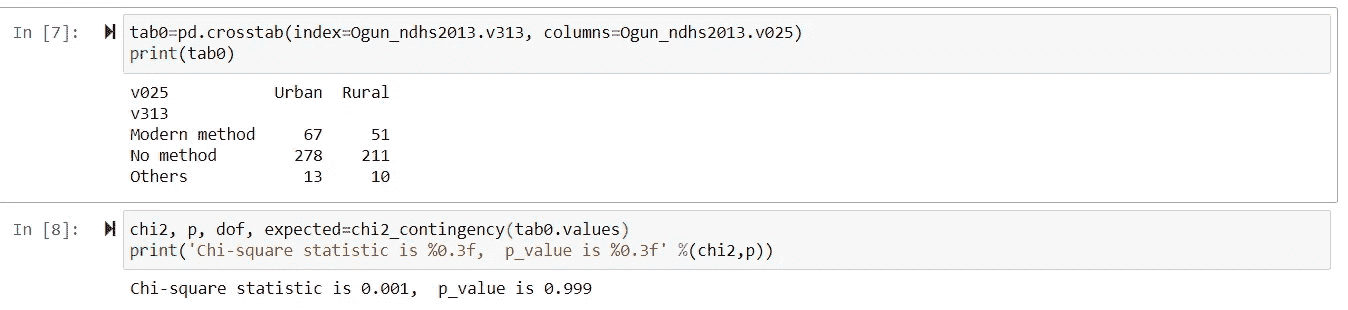 In [7]: tab0=pd.crosstab(index=Ogun_ndhs2013.v313, columns=Ogun_ndhs2013.v025)
print(tab0)
v025 Urban Rural
v313
Modern method 67 51
No method 278 211
Others 13 10
In [8]: chi2, p, dof, expected=chi2_contingency(tab0.values)
print('Chi-square statistic is %0.3f,  p_value is %0.3f' %(chi2,p))
Chi-square statistic is 0.001,  p_value is 0.999